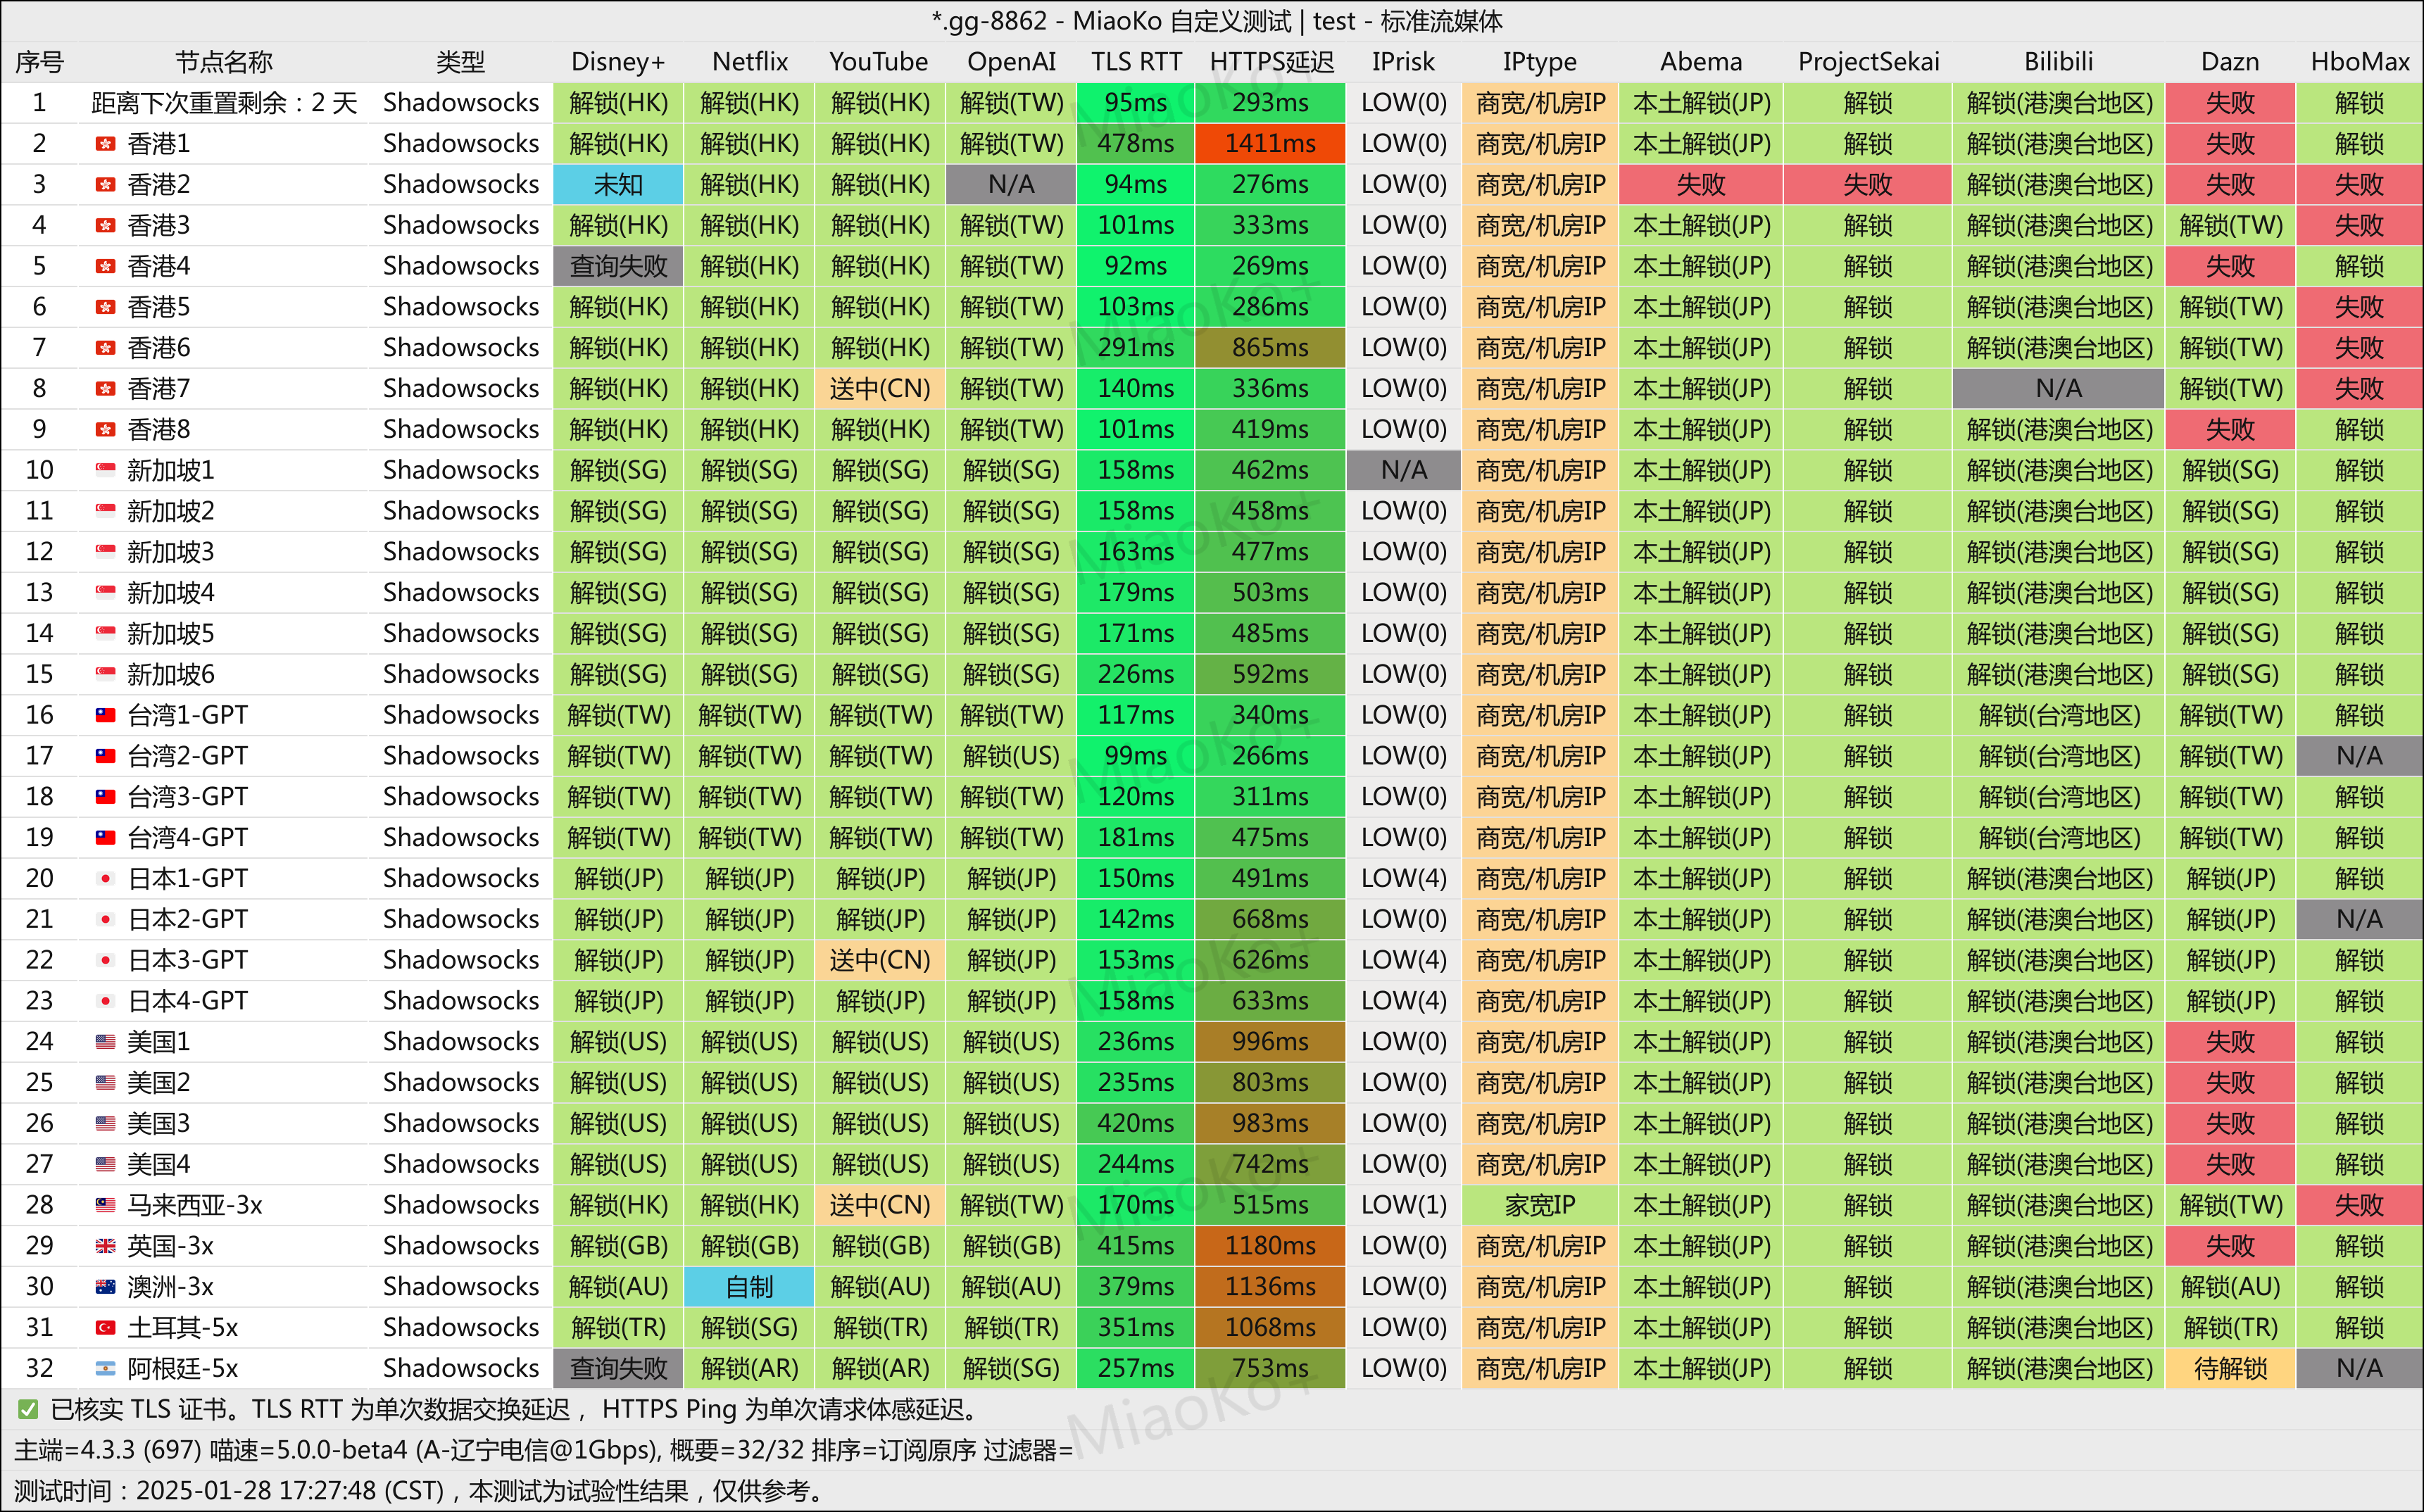 *.gg-8862 - MiaoKo 自定义测试 | test - 标准流媒体
序号 节点名称 类型 Disney+ Netflix YouTube OpenAI TLS RTT HTTPS延迟 IPrisk IPtype Abema ProjectSekai Bilibili Dazn HboMax
1 距离下次重置剩余：2 天 Shadowsocks 解锁(HK) 解锁(HK) 解锁(HK) 解锁(TW) 95ms 293ms LOW(0) 商宽/机房IP 本土解锁(JP) 解锁 解锁(港澳台地区) 失败 解锁
2 香港1 Shadowsocks 解锁(HK) 解锁(HK) 解锁(HK) 解锁(TW) 478ms 1411ms LOW(0) 商宽/机房IP 本土解锁(JP) 解锁 解锁(港澳台地区) 失败 解锁
3 香港2 Shadowsocks 未知 解锁(HK) 解锁(HK) N/A 94ms 276ms LOW(0) 商宽/机房IP 失败 失败 解锁(港澳台地区) 失败 失败
4 香港3 Shadowsocks 解锁(HK) 解锁(HK) 解锁(HK) 解锁(TW) 101ms 333ms LOW(0) 商宽/机房IP 本土解锁(JP) 解锁 解锁(港澳台地区) 解锁(TW) 失败
5 香港4 Shadowsocks 查询失败 解锁(HK) 解锁(HK) 解锁(TW) 92ms 269ms LOW(0) 商宽/机房IP 本土解锁(JP) 解锁 解锁(港澳台地区) 失败 解锁
6 香港5 Shadowsocks 解锁(HK) 解锁(HK) 解锁(HK) 解锁(TW) 103ms 286ms LOW(0) 商宽/机房IP 本土解锁(JP) 解锁 解锁(港澳台地区) 解锁(TW) 失败
7 香港6 Shadowsocks 解锁(HK) 解锁(HK) 解锁(HK) 解锁(TW) 291ms 865ms LOW(0) 商宽/机房IP 本土解锁(JP) 解锁 解锁(港澳台地区) 解锁(TW) 失败
8 香港7 Shadowsocks 解锁(HK) 解锁(HK) 送中(CN) 解锁(TW) 140ms 336ms LOW(0) 商宽/机房IP 本土解锁(JP) 解锁 N/A 解锁(TW) 失败
9 香港8 Shadowsocks 解锁(HK) 解锁(HK) 解锁(HK) 解锁(TW) 101ms 419ms LOW(0) 商宽/机房IP 本土解锁(JP) 解锁 解锁(港澳台地区) 失败 解锁
10 新加坡1 Shadowsocks 解锁(SG) 解锁(SG) 解锁(SG) 解锁(SG) 158ms 462ms N/A 商宽/机房IP 本土解锁(JP) 解锁 解锁(港澳台地区) 解锁(SG) 解锁
11 新加坡2 Shadowsocks 解锁(SG) 解锁(SG) 解锁(SG) 解锁(SG) 158ms 458ms LOW(0) 商宽/机房IP 本土解锁(JP) 解锁 解锁(港澳台地区) 解锁(SG) 解锁
12 新加坡3 Shadowsocks 解锁(SG) 解锁(SG) 解锁(SG) 解锁(SG) 163ms 477ms LOW(0) 商宽/机房IP 本土解锁(JP) 解锁 解锁(港澳台地区) 解锁(SG) 解锁
13 新加坡4 Shadowsocks 解锁(SG) 解锁(SG) 解锁(SG) 解锁(SG) 179ms 503ms LOW(0) 商宽/机房IP 本土解锁(JP) 解锁 解锁(港澳台地区) 解锁(SG) 解锁
14 新加坡5 Shadowsocks 解锁(SG) 解锁(SG) 解锁(SG) 解锁(SG) 171ms 485ms LOW(0) 商宽/机房IP 本土解锁(JP) 解锁 解锁(港澳台地区) 解锁(SG) 解锁
15 新加坡6 Shadowsocks 解锁(SG) 解锁(SG) 解锁(SG) 解锁(SG) 226ms 592ms LOW(0) 商宽/机房IP 本土解锁(JP) 解锁 解锁(港澳台地区) 解锁(SG) 解锁
16 台湾1-GPT Shadowsocks 解锁(TW) 解锁(TW) 解锁(TW) 解锁(TW) 117ms 340ms LOW(0) 商宽/机房IP 本土解锁(JP) 解锁 解锁(台湾地区) 解锁(TW) 解锁
17 台湾2-GPT Shadowsocks 解锁(TW) 解锁(TW) 解锁(TW) 解锁(US) 99ms 266ms LOW(0) 商宽/机房IP 本土解锁(JP) 解锁 解锁(台湾地区) 解锁(TW) N/A
18 台湾3-GPT Shadowsocks 解锁(TW) 解锁(TW) 解锁(TW) 解锁(TW) 120ms 311ms LOW(0) 商宽/机房IP 本土解锁(JP) 解锁 解锁(台湾地区) 解锁(TW) 解锁
19 台湾4-GPT Shadowsocks 解锁(TW) 解锁(TW) 解锁(TW) 解锁(TW) 181ms 475ms LOW(0) 商宽/机房IP 本土解锁(JP) 解锁 解锁(台湾地区) 解锁(TW) 解锁
20 日本1-GPT Shadowsocks 解锁(JP) 解锁(JP) 解锁(JP) 解锁(JP) 150ms 491ms LOW(4) 商宽/机房IP 本土解锁(JP) 解锁 解锁(港澳台地区) 解锁(JP) 解锁
21 日本2-GPT Shadowsocks 解锁(JP) 解锁(JP) 解锁(JP) 解锁(JP) 142ms 668ms LOW(0) 商宽/机房IP 本土解锁(JP) 解锁 解锁(港澳台地区) 解锁(JP) N/A
22 日本3-GPT Shadowsocks 解锁(JP) 解锁(JP) 送中(CN) 解锁(JP) 153ms 626ms LOW(4) 商宽/机房IP 本土解锁(JP) 解锁 解锁(港澳台地区) 解锁(JP) 解锁
23 日本4-GPT Shadowsocks 解锁(JP) 解锁(JP) 解锁(JP) 解锁(JP) 158ms 633ms LOW(4) 商宽/机房IP 本土解锁(JP) 解锁 解锁(港澳台地区) 解锁(JP) 解锁
24 美国1 Shadowsocks 解锁(US) 解锁(US) 解锁(US) 解锁(US) 236ms 996ms LOW(0) 商宽/机房IP 本土解锁(JP) 解锁 解锁(港澳台地区) 失败 解锁
25 美国2 Shadowsocks 解锁(US) 解锁(US) 解锁(US) 解锁(US) 235ms 803ms LOW(0) 商宽/机房IP 本土解锁(JP) 解锁 解锁(港澳台地区) 失败 解锁
26 美国3 Shadowsocks 解锁(US) 解锁(US) 解锁(US) 解锁(US) 420ms 983ms LOW(0) 商宽/机房IP 本土解锁(JP) 解锁 解锁(港澳台地区) 失败 解锁
27 美国4 Shadowsocks 解锁(US) 解锁(US) 解锁(US) 解锁(US) 244ms 742ms LOW(0) 商宽/机房IP 本土解锁(JP) 解锁 解锁(港澳台地区) 失败 解锁
28 马来西亚-3x Shadowsocks 解锁(HK) 解锁(HK) 送中(CN) 解锁(TW) 170ms 515ms LOW(1) 家宽IP 本土解锁(JP) 解锁 解锁(港澳台地区) 解锁(TW) 失败
29 英国-3x Shadowsocks 解锁(GB) 解锁(GB) 解锁(GB) 解锁(GB) 415ms 1180ms LOW(0) 商宽/机房IP 本土解锁(JP) 解锁 解锁(港澳台地区) 失败 解锁
30 澳洲-3x Shadowsocks 解锁(AU) 自制 解锁(AU) 解锁(AU) 379ms 1136ms LOW(0) 商宽/机房IP 本土解锁(JP) 解锁 解锁(港澳台地区) 解锁(AU) 解锁
31 土耳其-5x Shadowsocks 解锁(TR) 解锁(SG) 解锁(TR) 解锁(TR) 351ms 1068ms LOW(0) 商宽/机房IP 本土解锁(JP) 解锁 解锁(港澳台地区) 解锁(TR) 解锁
32 阿根廷-5x Shadowsocks 查询失败 解锁(AR) 解锁(AR) 解锁(SG) 257ms 753ms LOW(0) 商宽/机房IP 本土解锁(JP) 解锁 解锁(港澳台地区) 待解锁 N/A
✅ 已核实 TLS 证书。TLS RTT 为单次数据交换延迟， HTTPS Ping 为单次请求体感延迟。
主端=4.3.3 (697) 喵速=5.0.0-beta4 (A-辽宁电信@1Gbps), 概要=32/32 排序=订阅原序 过滤器=
测试时间：2025-01-28 17:27:48 (CST)，本测试为试验性结果，仅供参考。
MiaoKo+
MiaoKo+
MiaoKo+
MiaoKo+
MiaoKo+
MiaoKo+
MiaoKo+